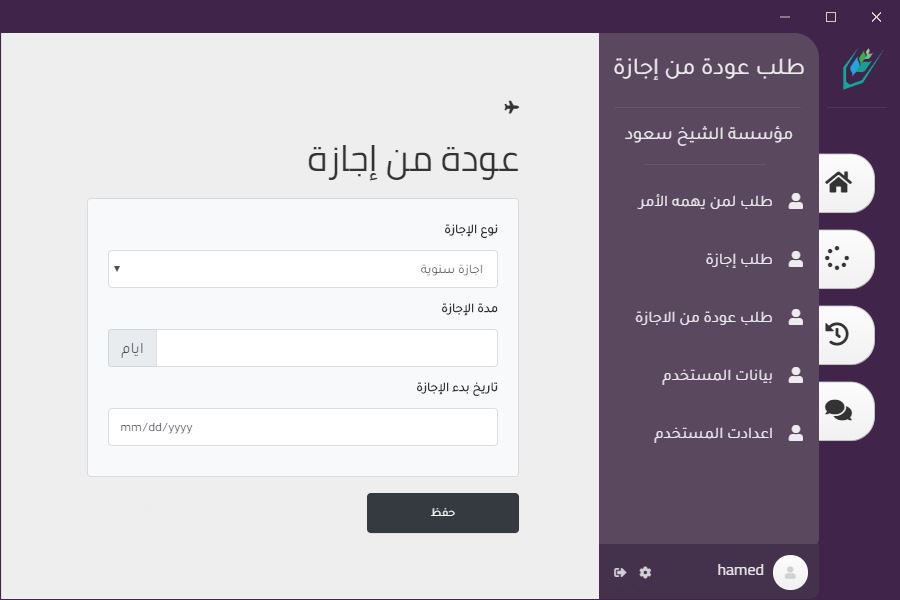 طلب عودة من إجازة
مؤسسة الشيخ سعود
طلب لمن يهمه الأمر
طلب إجازة
طلب عودة من الاجازة
بيانات المستخدم
اعدادت المستخدم
hamed
عودة من إجازة
نوع الإجازة
اجازة سنوية
مدة الإجازة
ايام
تاريخ بدء الإجازة
mm/dd/yyyy
حفظ